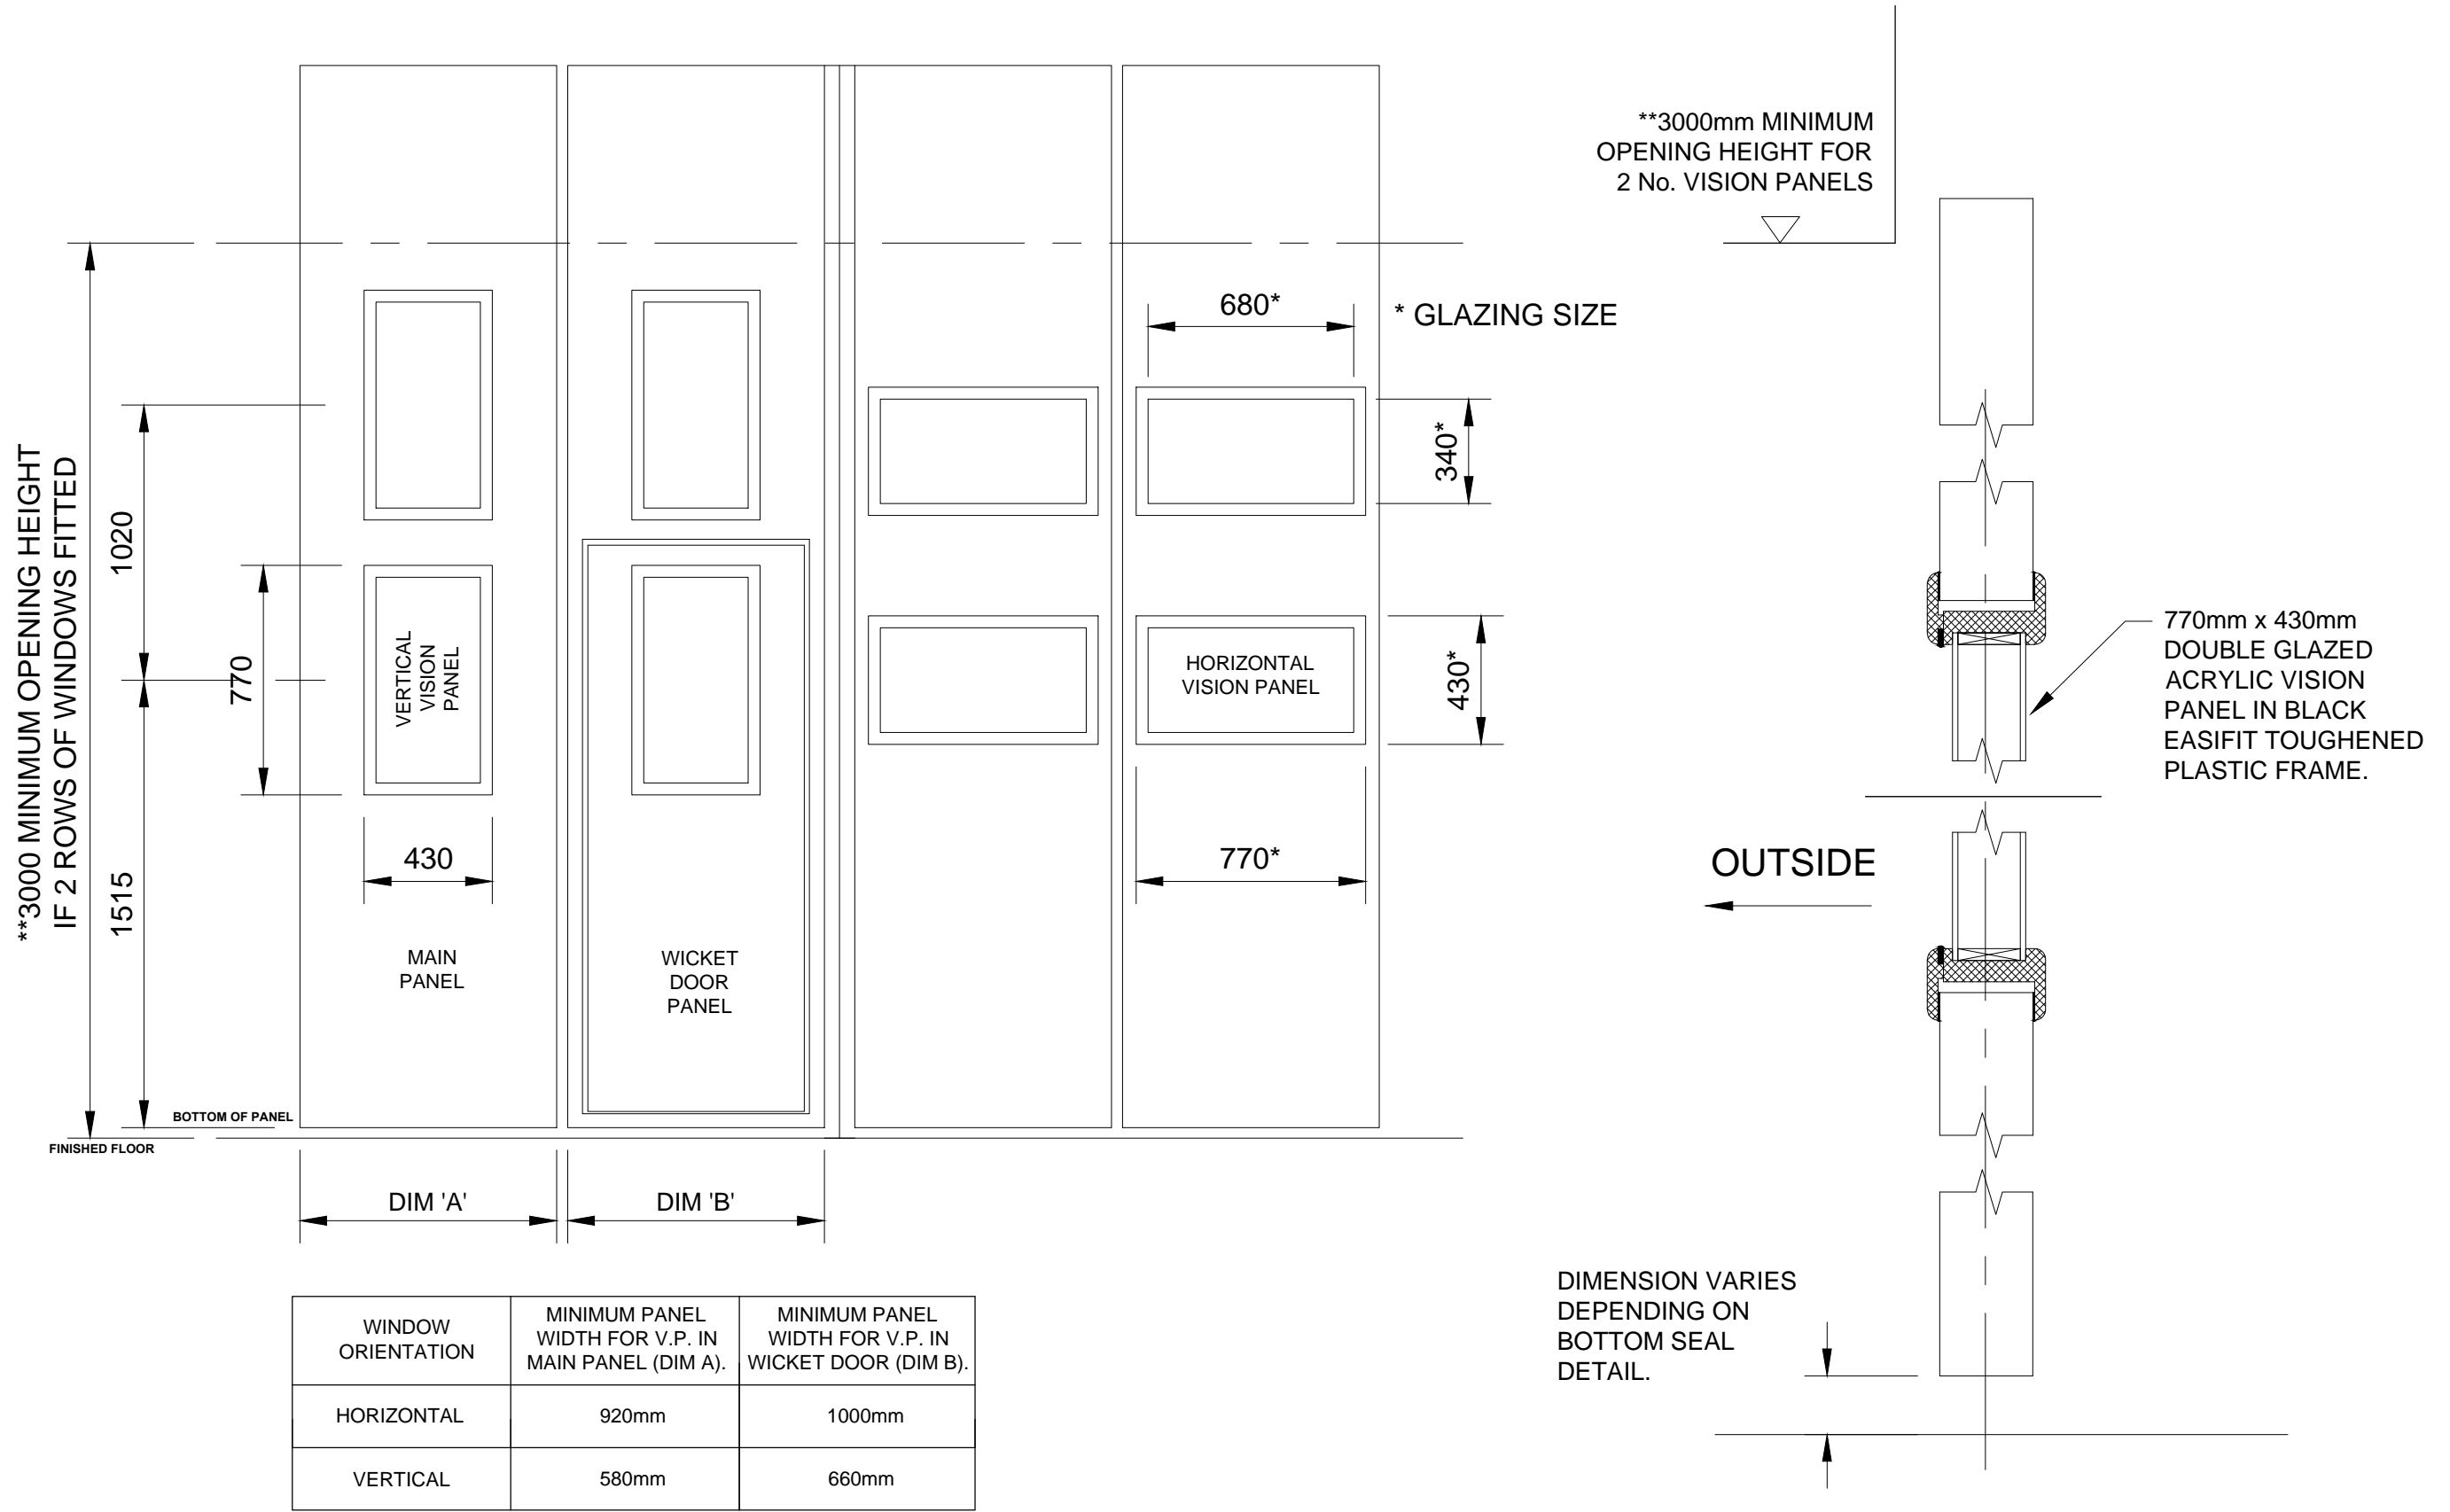 **3000mm MINIMUM
OPENING HEIGHT FOR
2 No. VISION PANELS
680*
* GLAZING SIZE
**3000 MINIMUM OPENING HEIGHT
IF 2 ROWS OF WINDOWS FITTED
1020
340*
770
VERTICAL
VISION
PANEL
HORIZONTAL
VISION PANEL
430*
770mm x 430mm
DOUBLE GLAZED
ACRYLIC VISION
PANEL IN BLACK
EASIFIT TOUGHENED
PLASTIC FRAME.
430
770*
OUTSIDE
1515
MAIN
PANEL
WICKET
DOOR
PANEL
BOTTOM OF PANEL
FINISHED FLOOR
DIM 'A'
DIM 'B'
WINDOW
ORIENTATION
MINIMUM PANEL
WIDTH FOR V.P. IN
MAIN PANEL (DIM A).
MINIMUM PANEL
WIDTH FOR V.P. IN
WICKET DOOR (DIM B).
HORIZONTAL
920mm
1000mm
VERTICAL
580mm
660mm
DIMENSION VARIES
DEPENDING ON
BOTTOM SEAL
DETAIL.